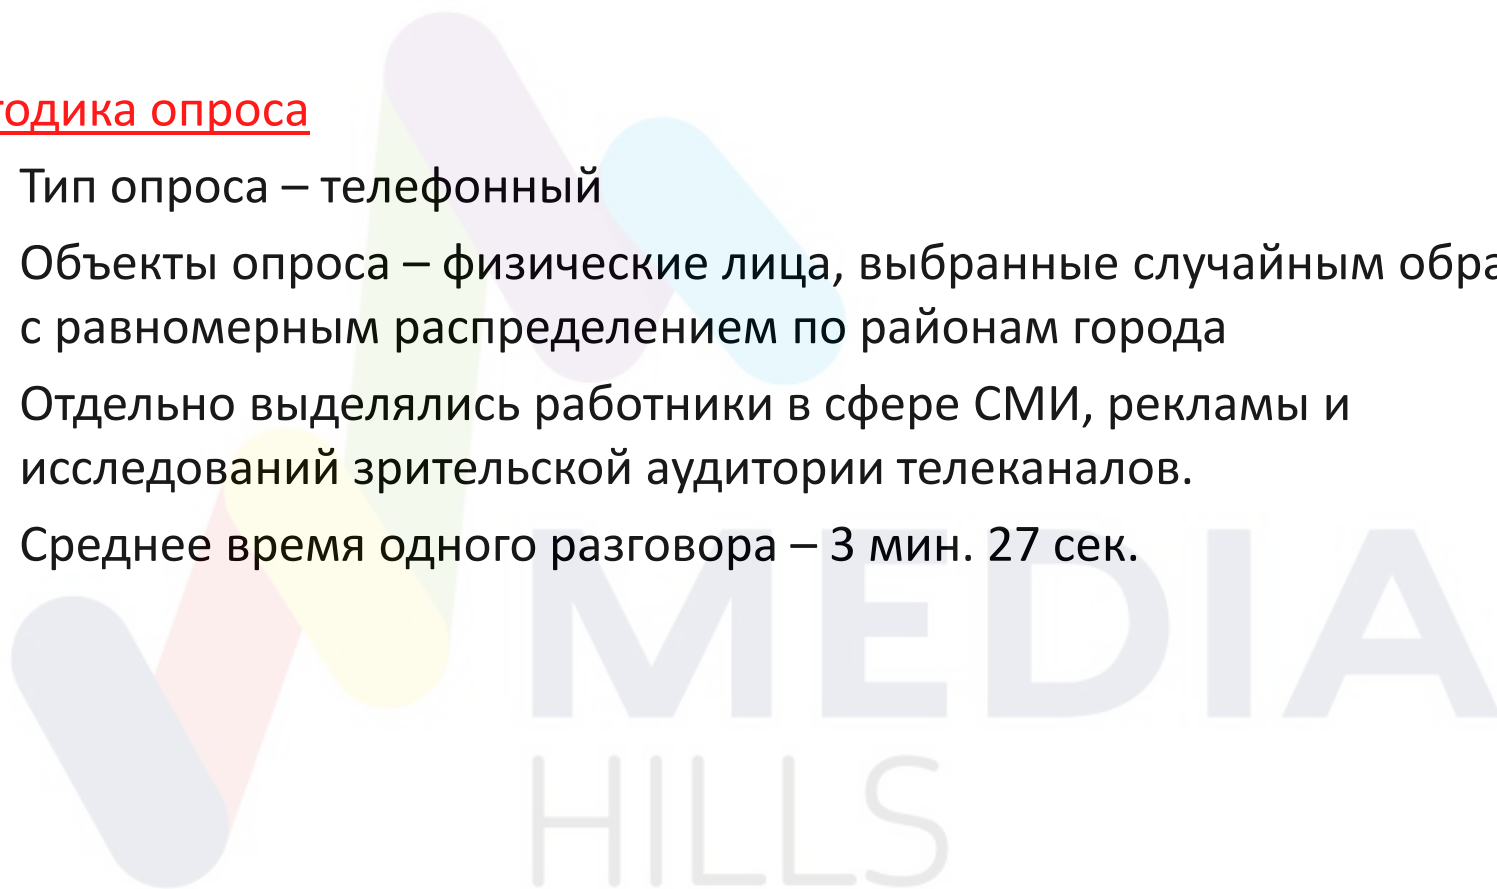 тодика опроса
Тип опроса – телефонный
Объекты опроса – физические лица, выбранные случайным обра
с равномерным распределением по районам города
Отдельно выделялись работники в сфере СМИ, рекламы и
исследований зрительской аудитории телеканалов.
Среднее время одного разговора – 3 мин. 27 сек.
MEDIA
HILLS